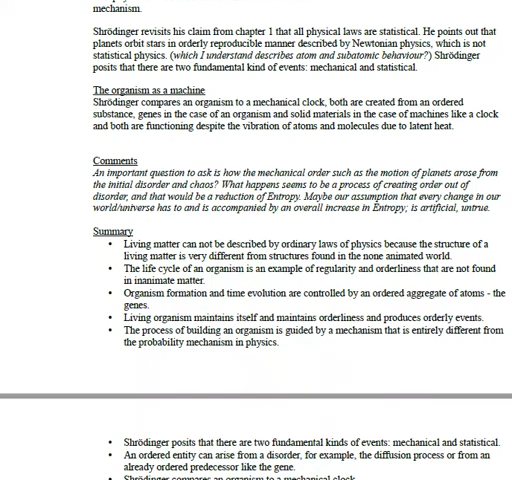 mechanism.
Shrödinger revisits his claim from chapter 1 that all physical laws are statistical. He points out that
planets orbit stars in orderly reproducible manner described by Newtonian physics, which is not
statistical physics. (which I understand describes atom and subatomic behaviour?) Shrödinger
posits that there are two fundamental kind of events: mechanical and statistical.
The organism as a machine
Shrödinger compares an organism to a mechanical clock, both are created from an ordered
substance, genes in the case of an organism and solid materials in the case of machines like a clock
and both are functioning despite the vibration of atoms and molecules due to latent heat.
Comments
An important question to ask is how the mechanical order such as the motion of planets arose from
the initial disorder and chaos? What happens seems to be a process of creating order out of
disorder, and that would be a reduction of Entropy. Maybe our assumption that every change in our
world/universe has to and is accompanied by an overall increase in Entropy; is artificial, untrue.
Summary
• Living matter can not be described by ordinary laws of physics because the structure of a
living matter is very different from structures found in the none animated world.
• The life cycle of an organism is an example of regularity and orderliness that are not found
in inanimate matter.
• Organism formation and time evolution are controlled by an ordered aggregate of atoms - the
genes.
• Living organism maintains itself and maintains orderliness and produces orderly events.
• The process of building an organism is guided by a mechanism that is entirely different from
the probability mechanism in physics.
• Shrödinger posits that there are two fundamental kinds of events: mechanical and statistical.
• An ordered entity can arise from a disorder, for example, the diffusion process or from an
already ordered predecessor like the gene.
• Shrödinger compares an organism to a mechanical clock